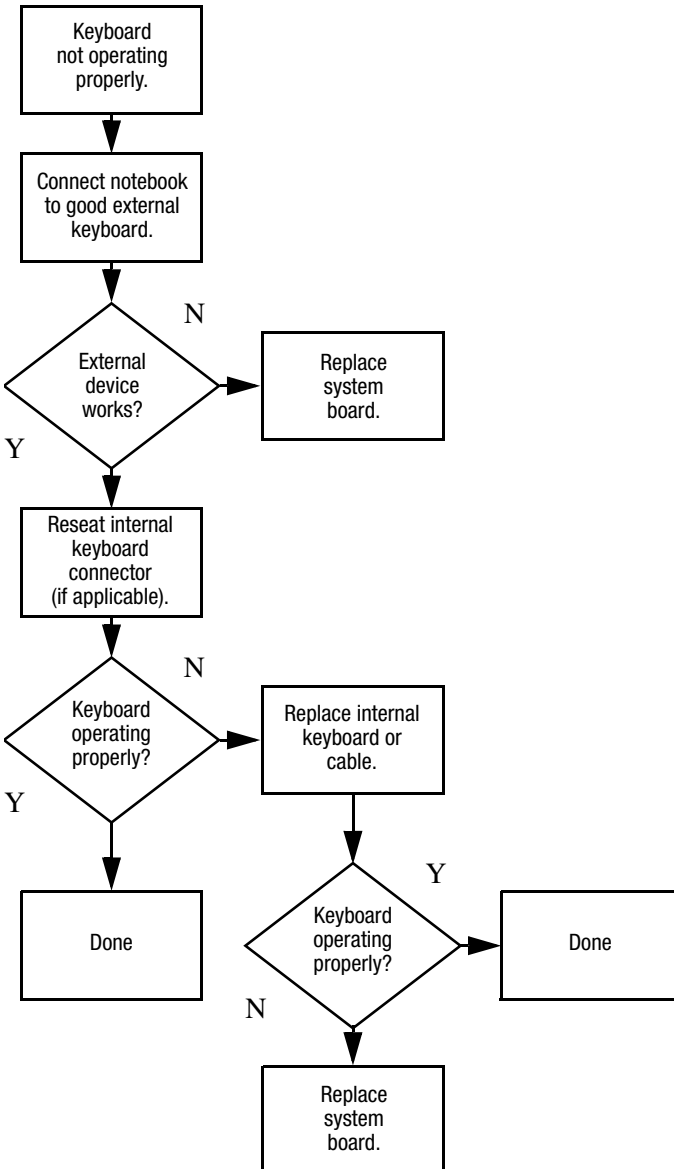 Keyboard
not operating
properly.
Connect notebook
to good external
keyboard.
N
External
device
works?
Replace
system
board.
Y
Reseat internal
keyboard
connector
(if applicable).
N
Keyboard
operating
properly?
Replace internal
keyboard or
cable.
Y
Y
Done
Keyboard
operating
properly?
Done
N
Replace
system
board.